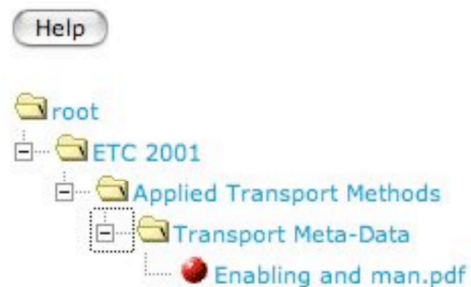 Help
root
ETC 2001
Applied Transport Methods
Transport Meta-Data
Enabling and man.pdf